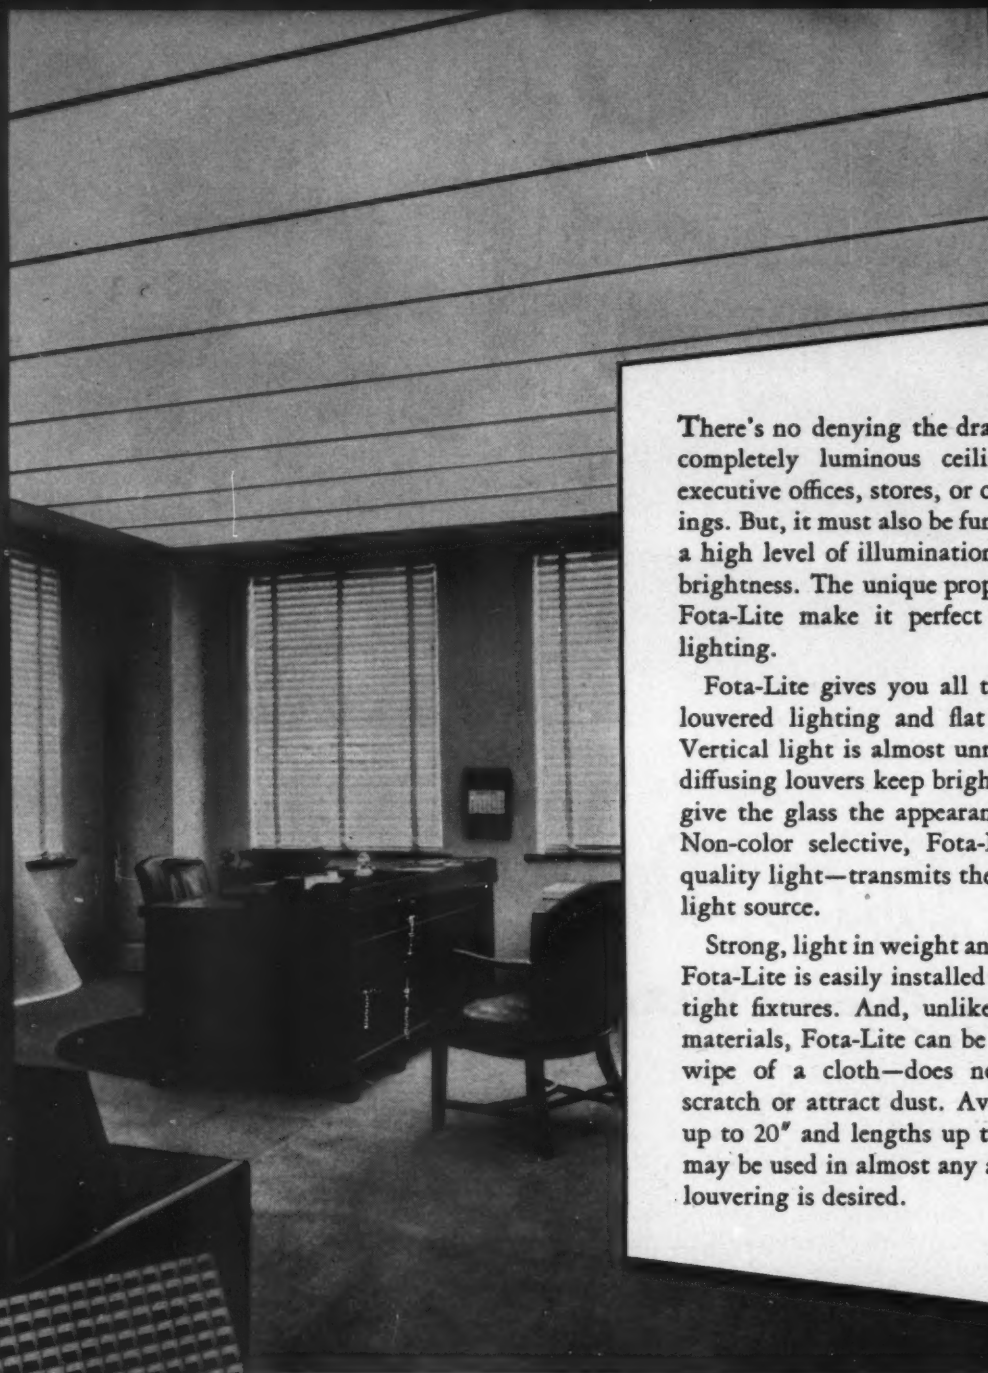 There's no denying the dra
completely luminous ceili
executive offices, stores, or c
ings. But, it must also be fur
a high level of illumination
brightness. The unique prop
Fota-Lite make it perfect
lighting.
Fota-Lite gives you all t
louvered lighting and flat
Vertical light is almost unr
diffusing louvers keep brigh
give the glass the appearar
Non-color selective, Fota-L
quality light—transmits the
light source.
Strong, light in weight an
Fota-Lite is easily installed
tight fixtures. And, unlike
materials, Fota-Lite can be
wipe of a cloth—does no
scratch or attract dust. Av
up to 20″ and lengths up t
may be used in almost any a
louvering is desired.